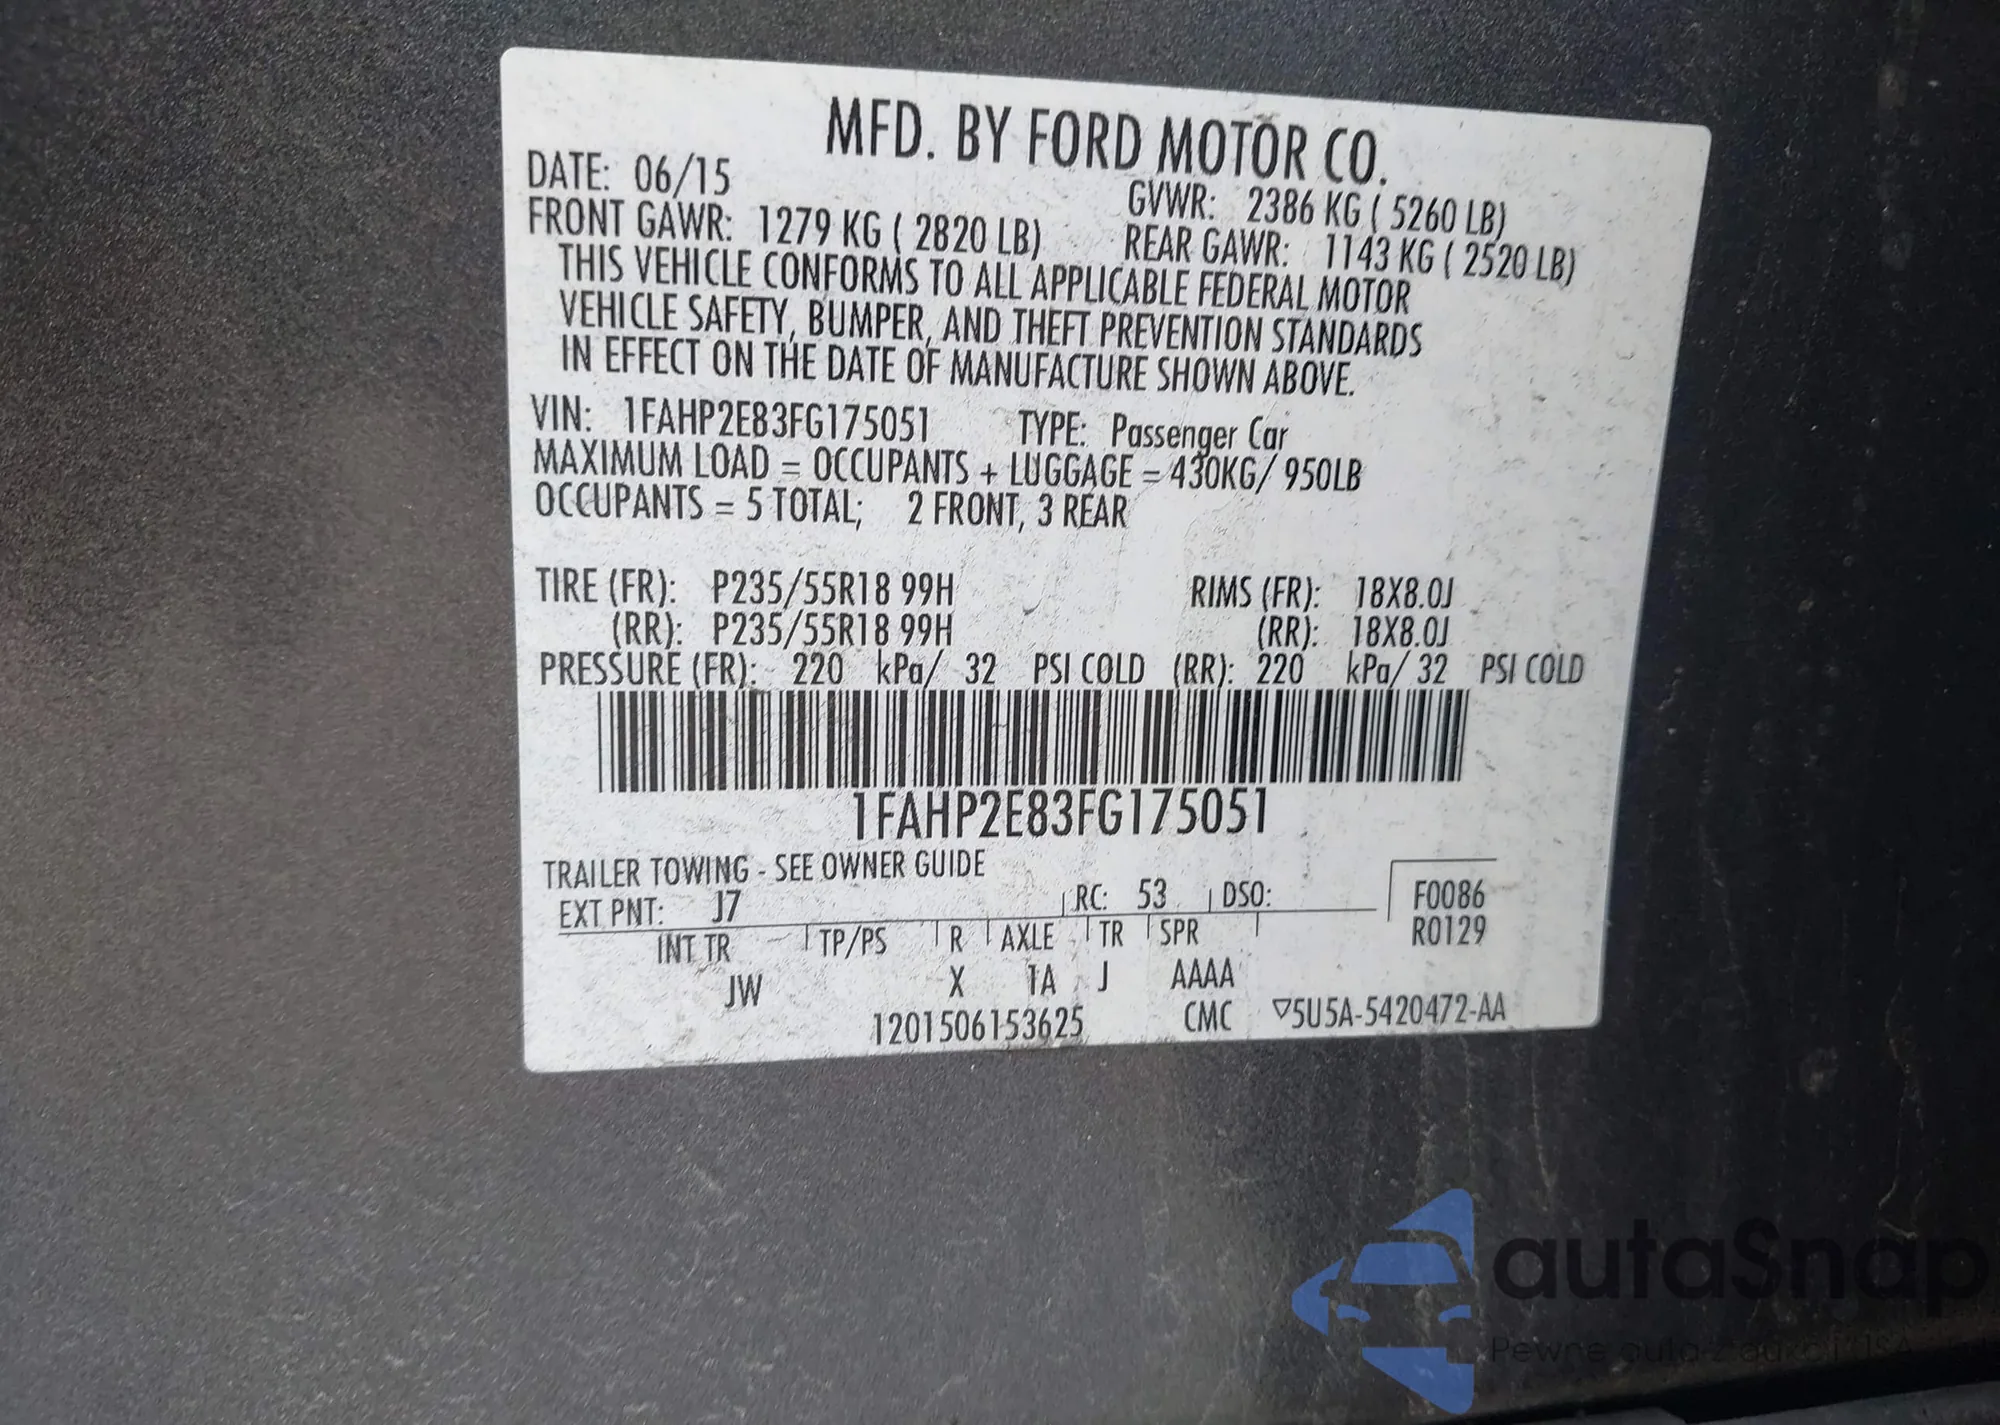 MFD. BY FORD MOTOR CO.
DATE: 06/15 GVWR: 2386 KG ( 5260 LB)
FRONT GAWR: 1279 KG ( 2820 LB) REAR GAWR: 1143 KG ( 2520 LB)
THIS VEHICLE CONFORMS TO ALL APPLICABLE FEDERAL MOTOR
VEHICLE SAFETY, BUMPER, AND THEFT PREVENTION STANDARDS
IN EFFECT ON THE DATE OF MANUFACTURE SHOWN ABOVE.
VIN: 1FAHP2E83FG175051 TYPE: Passenger Car
MAXIMUM LOAD = OCCUPANTS + LUGGAGE = 430KG/ 950LB
OCCUPANTS = 5 TOTAL; 2 FRONT, 3 REAR
TIRE (FR): P235/55R18 99H RIMS (FR): 18X8.0J
(RR): P235/55R18 99H (RR): 18X8.0J
PRESSURE (FR): 220 kPa/ 32 PSI COLD (RR): 220 kPa/ 32 PSI COLD
1FAHP2E83FG175051
TRAILER TOWING - SEE OWNER GUIDE
EXT PNT: J7 RC: 53 DSO: F0086
INT TR TP/PS R AXLE TR SPR R0129
JW X 1A J AAAA
1201506153625 CMC ▽5U5A-5420472-AA
autaSnap
Pewne auta z aukcji USA